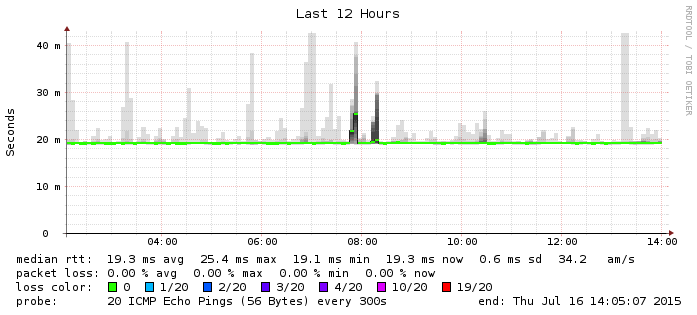 Last 12 Hours
RRDTOOL / TOBI OETIKER
Seconds
40 m
30 m
20 m
10 m
0
04:00 06:00 08:00 10:00 12:00 14:00
median rtt: 19.3 ms avg 25.4 ms max 19.1 ms min 19.3 ms now 0.6 ms sd 34.2 am/s
packet loss: 0.00 % avg 0.00 % max 0.00 % min 0.00 % now
loss color: 0 1/20 2/20 3/20 4/20 10/20 19/20
probe: 20 ICMP Echo Pings (56 Bytes) every 300s end: Thu Jul 16 14:05:07 2015